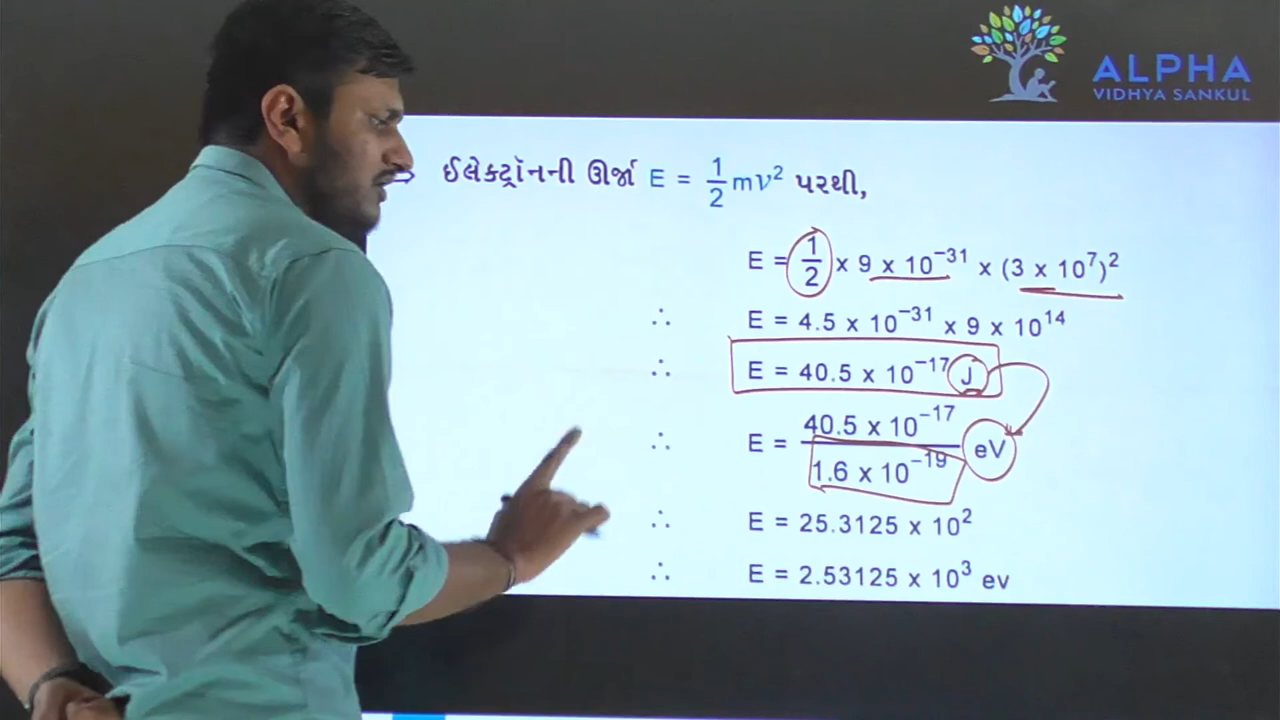 ALPHA
VIDHYA SANKUL
⇒ ઈલેક્ટ્રૉનની ઊર્જા E = 1/2 mv² પરથી,
E = 1/2 x 9 x 10⁻³¹ x (3 x 10⁷)²
∴ E = 4.5 x 10⁻³¹ x 9 x 10¹⁴
∴ E = 40.5 x 10⁻¹⁷ J
∴ E = 40.5 x 10⁻¹⁷ / 1.6 x 10⁻¹⁹ eV
∴ E = 25.3125 x 10²
∴ E = 2.53125 x 10³ ev